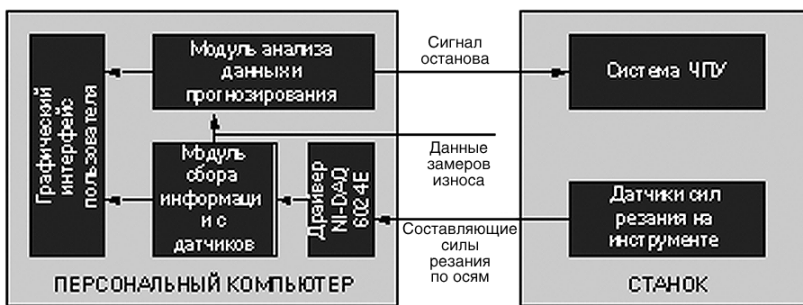 Графический
интерфейс
пользователя
Модуль анализа
данных и
прогнозирования
Модуль
сбора
информаци
и с
датчиков
Драйвер
NI-DAQ
6024E
ПЕРСОНАЛЬНЫЙ КОМПЬЮТЕР
Сигнал
останова
Данные
замеров
износа
Составляющие
силы
резания
по осям
Система ЧПУ
Датчики сил
резания на
инструменте
СТАНОК